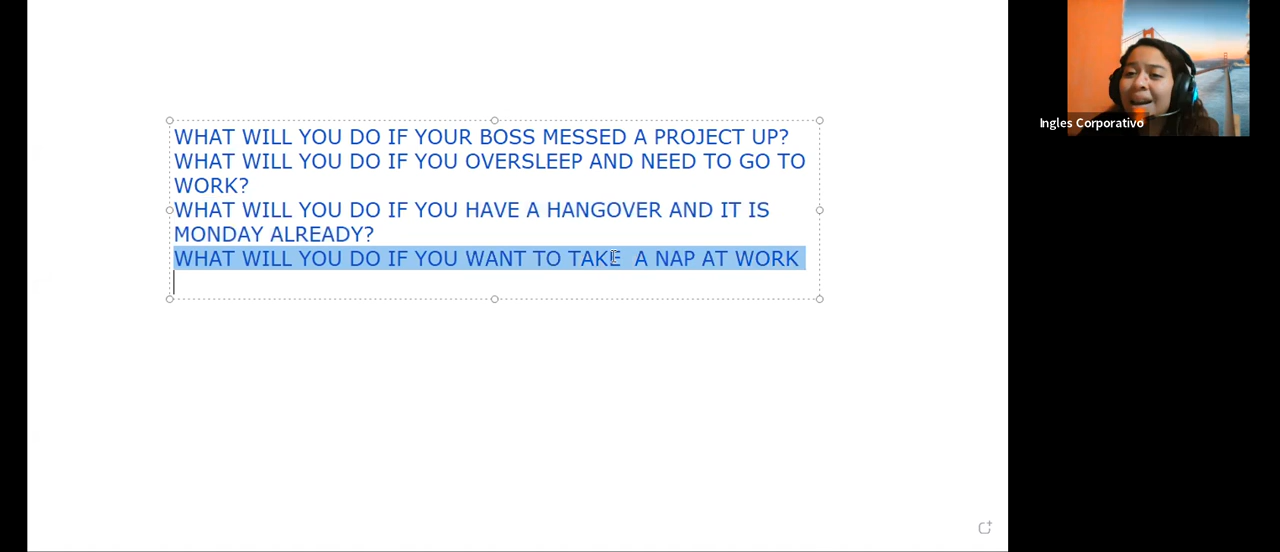 WHAT WILL YOU DO IF YOUR BOSS MESSED A PROJECT UP?
WHAT WILL YOU DO IF YOU OVERSLEEP AND NEED TO GO TO
WORK?
WHAT WILL YOU DO IF YOU HAVE A HANGOVER AND IT IS
MONDAY ALREADY?
WHAT WILL YOU DO IF YOU WANT TO TAKE  A NAP AT WORK
Ingles Corporativo